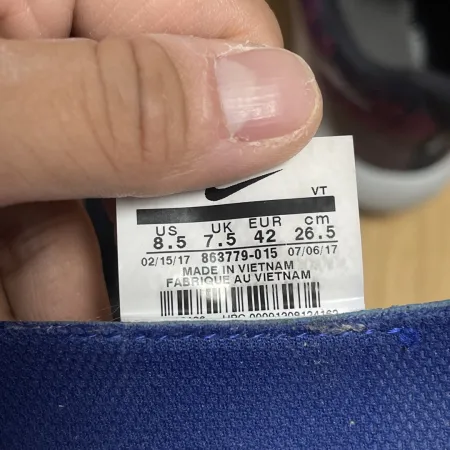 VT
US UK EUR cm
8.5 7.5 42 26.5
02/15/17 863779-015 07/06/17
MADE IN VIETNAM
FABRIQUE AU VIETNAM